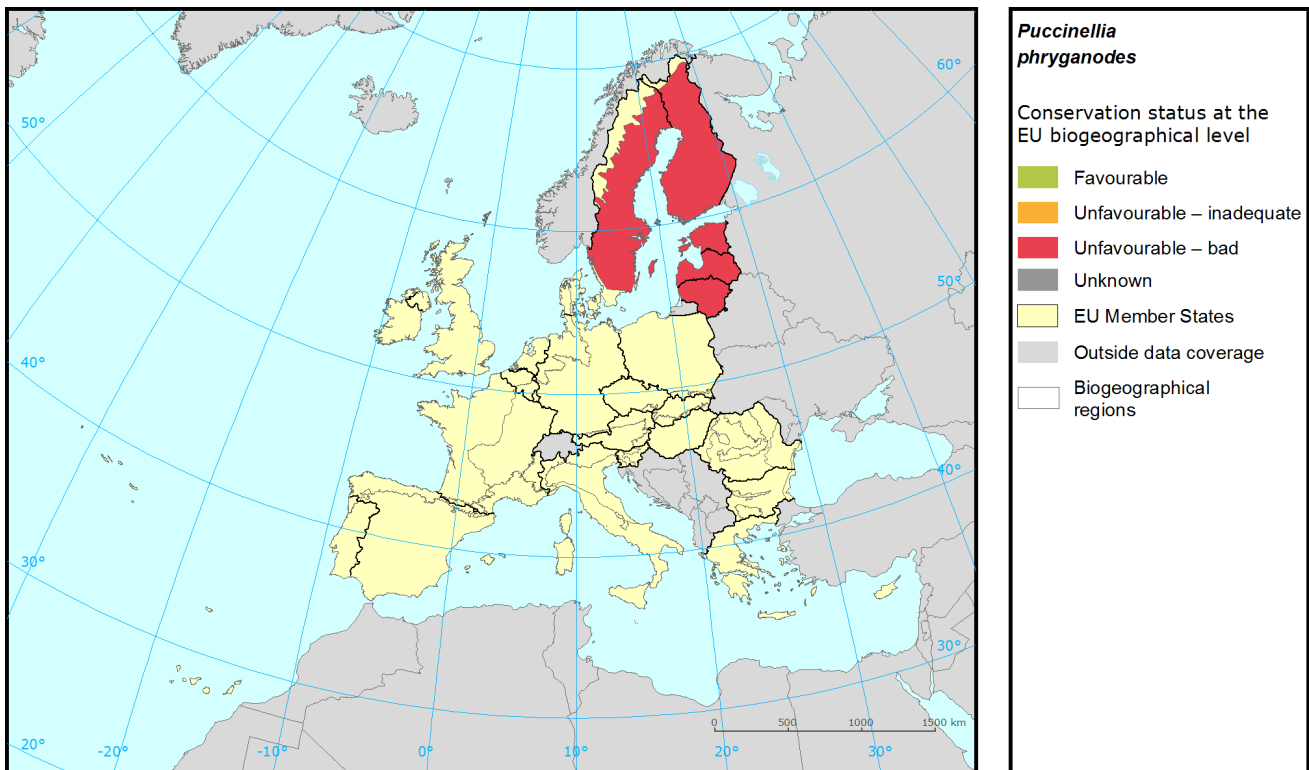 Puccinellia
phryganodes
Conservation status at the
EU biogeographical level
Favourable
Unfavourable – inadequate
Unfavourable – bad
Unknown
EU Member States
Outside data coverage
Biogeographical
regions
60°
50°
50°
40°
40°
30°
30°
20°
-20°
-10°
0°
10°
20°
30°
0
500
1000
1500 km